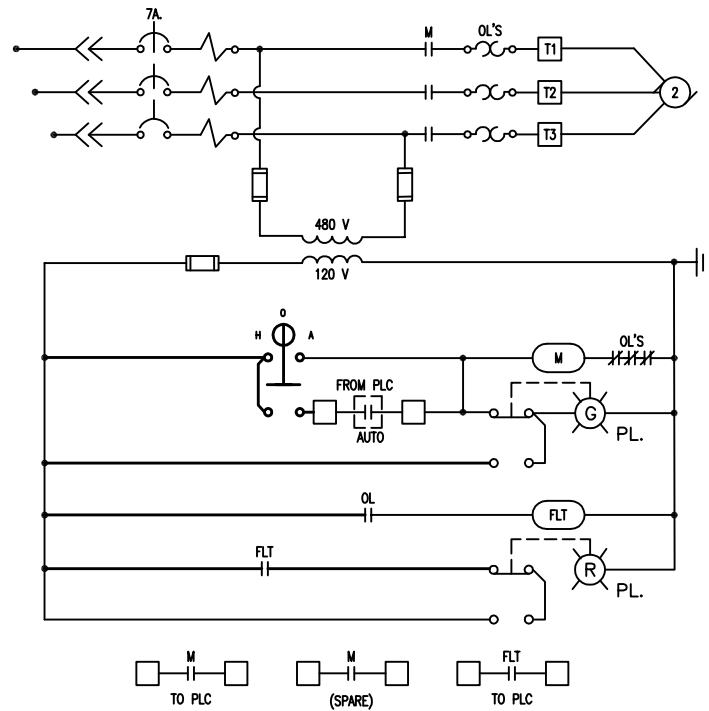 7A.
M
OL'S
T1
T2
2
T3
480 V
120 V
O
H
A
OL'S
M
FROM PLC
G
AUTO
PL.
OL
FLT
FLT
R
PL.
M
M
FLT
TO PLC
(SPARE)
TO PLC